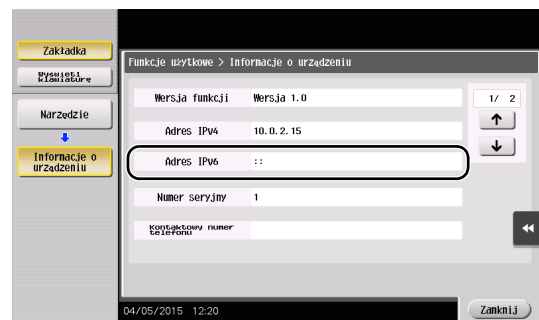 Zakładka
Wyświetl
klawiaturę
Narzędzie
Informacje o
urządzeniu
Funkcje użytkowe > Informacje o urządzeniu
Wersja funkcji Wersja 1.0
1/ 2
Adres IPv4 10.0.2.15
Adres IPv6 ::
Numer seryjny 1
Kontaktowy numer
telefonu
04/05/2015 12:20
Zamknij